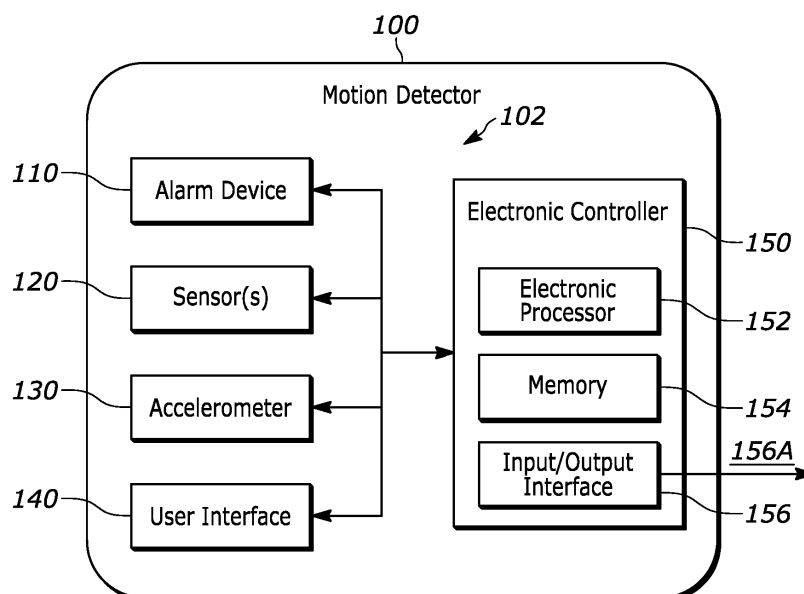 100
Motion Detector
102
110
Alarm Device
Electronic Controller
150
120
Sensor(s)
Electronic
Processor
152
130
Accelerometer
Memory
154
156A
140
User Interface
Input/Output
Interface
156